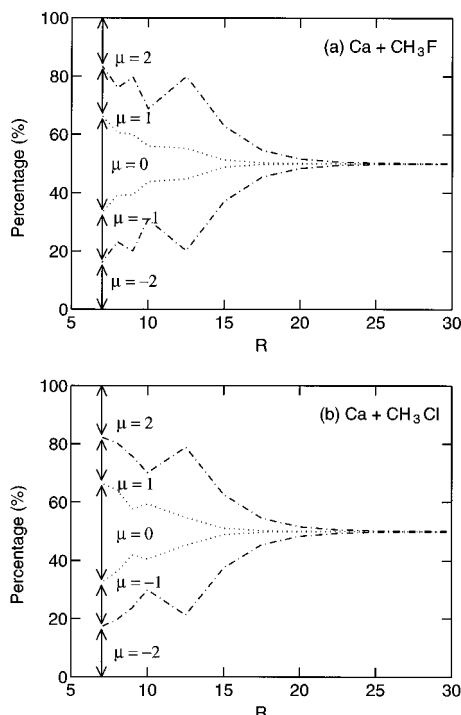 (a) Ca + CH3F
Percentage (%)
100
80
60
40
20
0
μ = 2
μ = 1
μ = 0
μ = −1
μ = −2
5 10 15 20 25 30
R
(b) Ca + CH3Cl
Percentage (%)
100
80
60
40
20
0
μ = 2
μ = 1
μ = 0
μ = −1
μ = −2
5 10 15 20 25 30
R